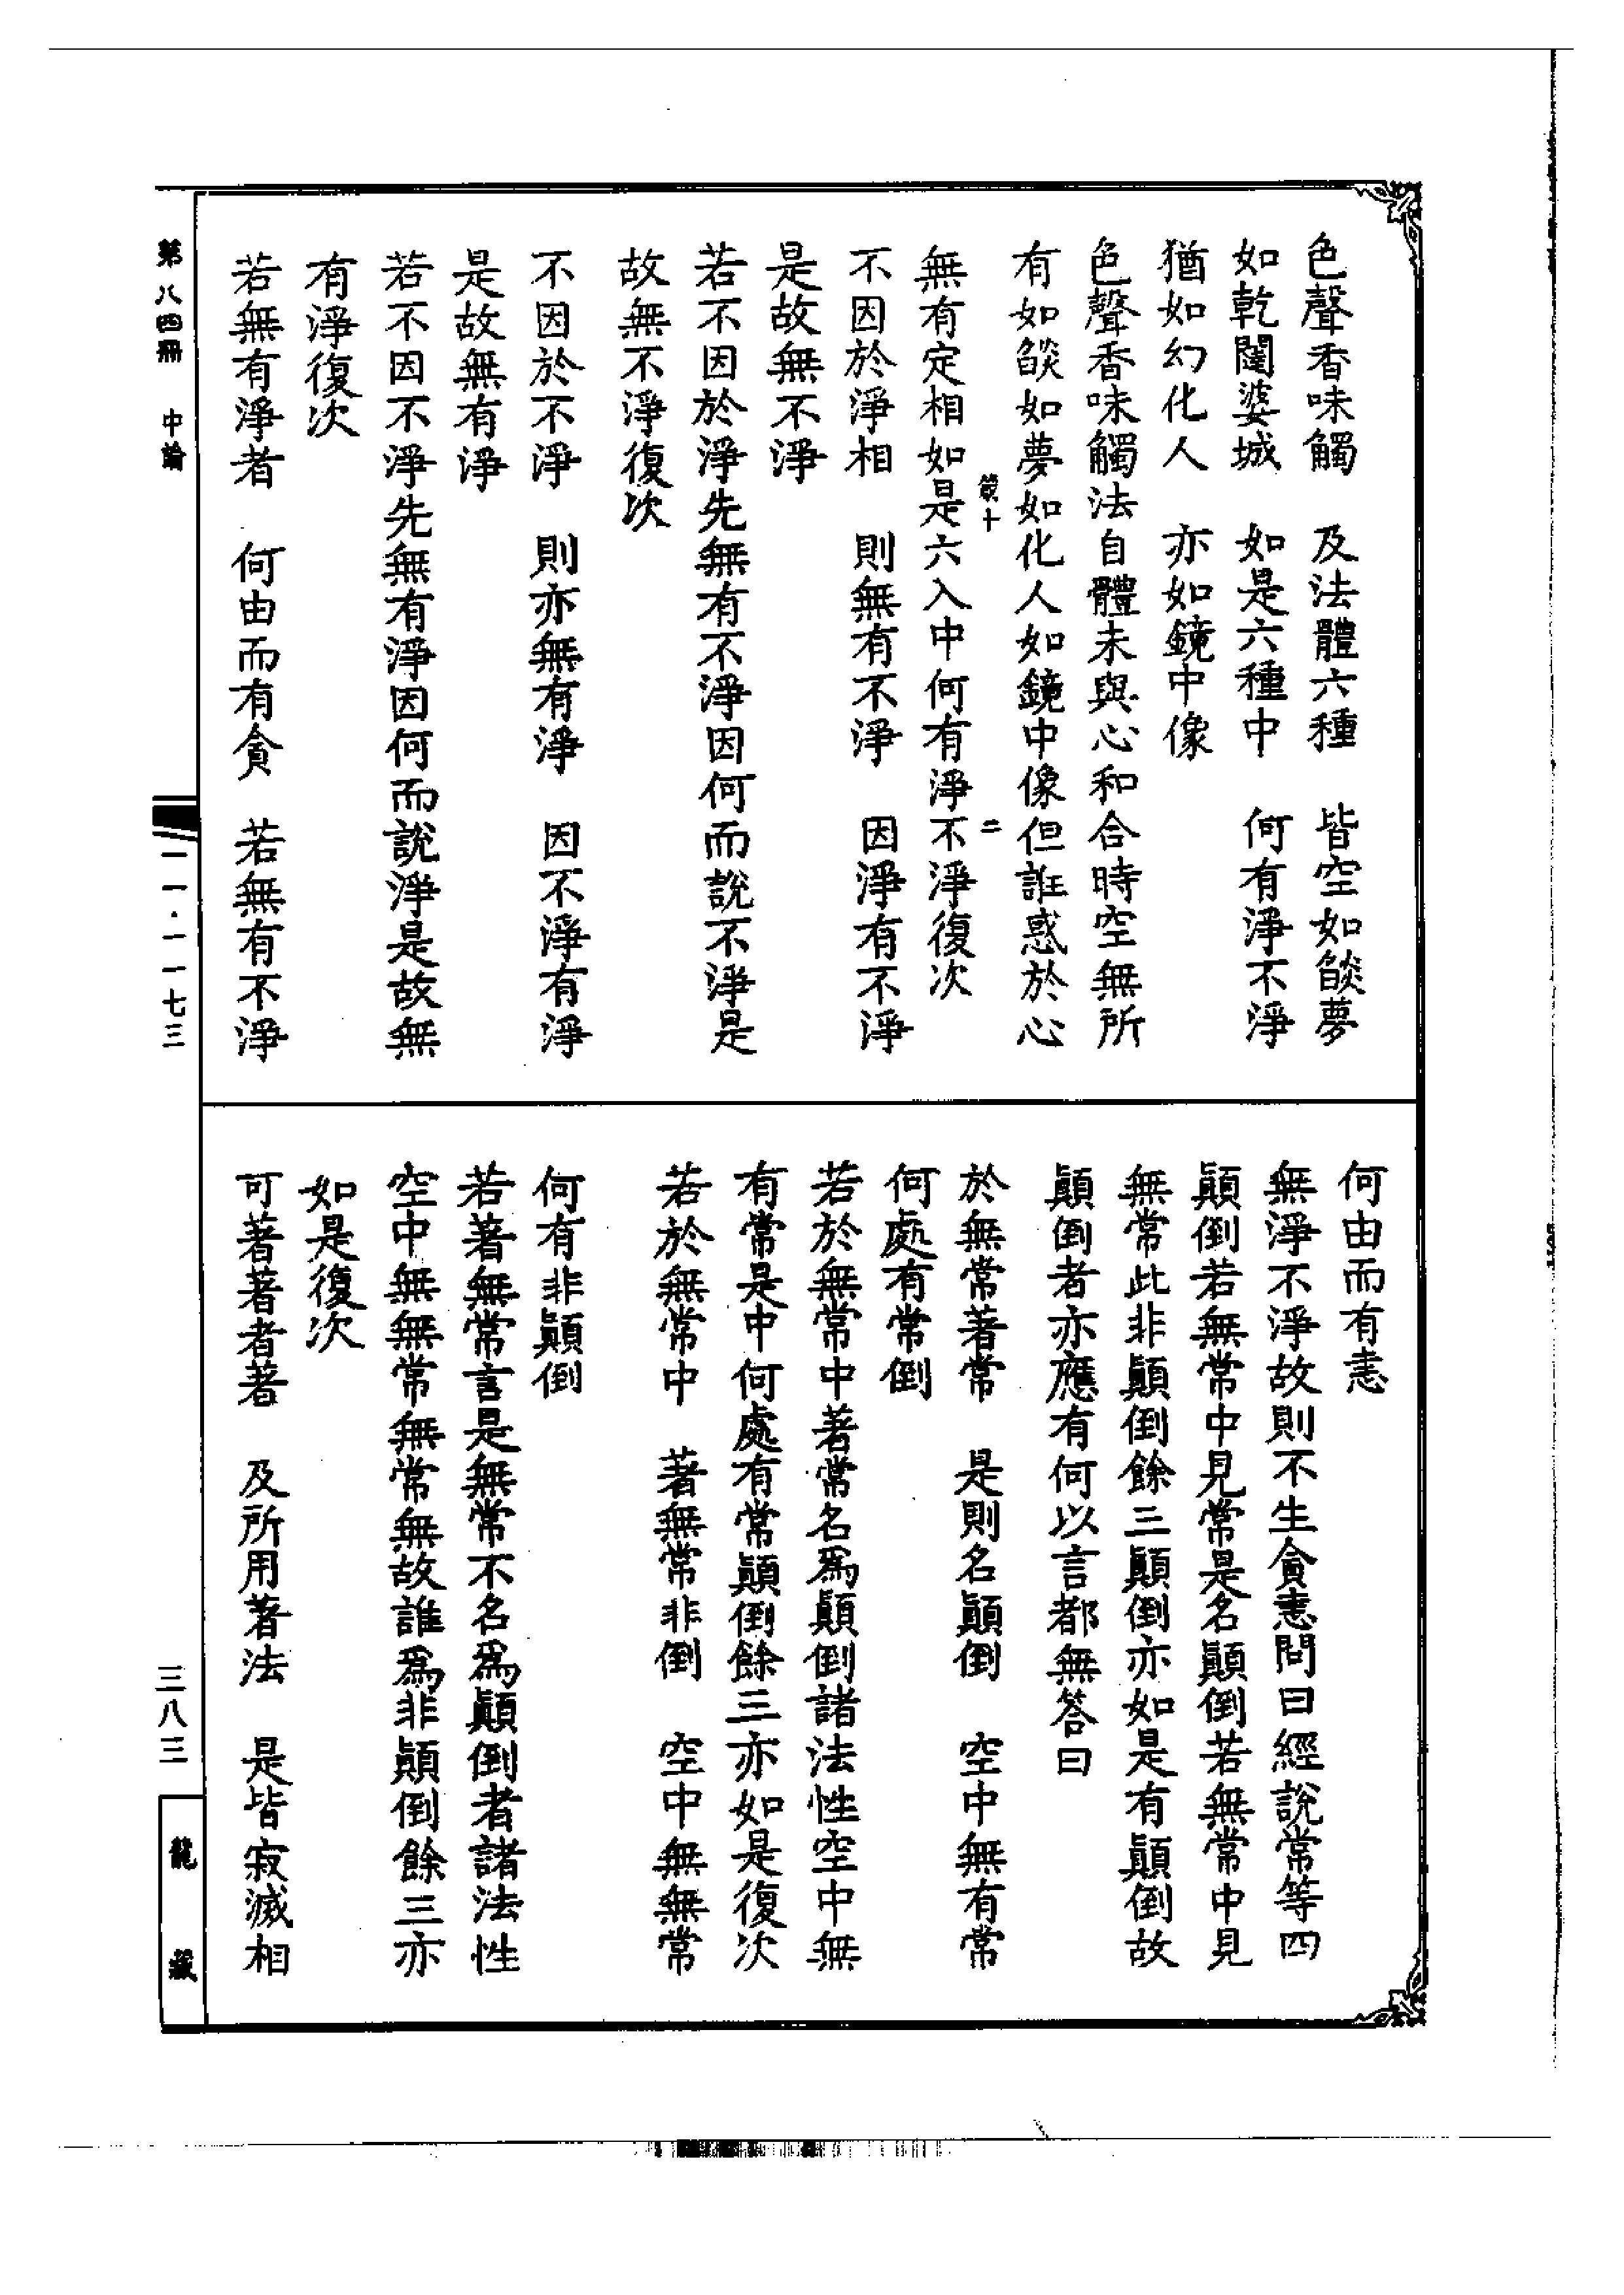 色聲香味觸　及法體六種　皆空如𦦨夢
如乾闥婆城　如是六種中　何有淨不淨
猶如幻化人　亦如鏡中像
色聲香味觸法自體未與心和合時空無所
有如𦦨如夢如化人如鏡中像但誑惑於心
箴十　二
無有定相如是六入中何有淨不淨復次
不因於淨相　則無有不淨　因淨有不淨
是故無不淨
若不因於淨先無有不淨因何而說不淨是
故無不淨復次
不因於不淨　則亦無有淨　因不淨有淨
是故無有淨
若不因不淨先無有淨因何而說淨是故無
有淨復次
若無有淨者　何由而有貪　若無有不淨
何由而有恚
無淨不淨故則不生貪恚問曰經說常等四
顚倒若無常中見常是名顚倒若無常中見
無常此非顚倒餘三顚倒亦如是有顚倒故
顚倒者亦應有何以言都無答曰
於無常著常　是則名顚倒　空中無有常
何處有常倒
若於無常中著常名爲顚倒諸法性空中無
有常是中何處有常顚倒餘三亦如是復次
若於無常中　著無常非倒　空中無無常
何有非顚倒
若著無常言是無常不名爲顚倒者諸法性
空中無無常無常無故誰爲非顚倒餘三亦
如是復次
可著著者著　及所用著法　是皆寂滅相
第八四冊　中論
一一·一一七三
三八三
龍藏